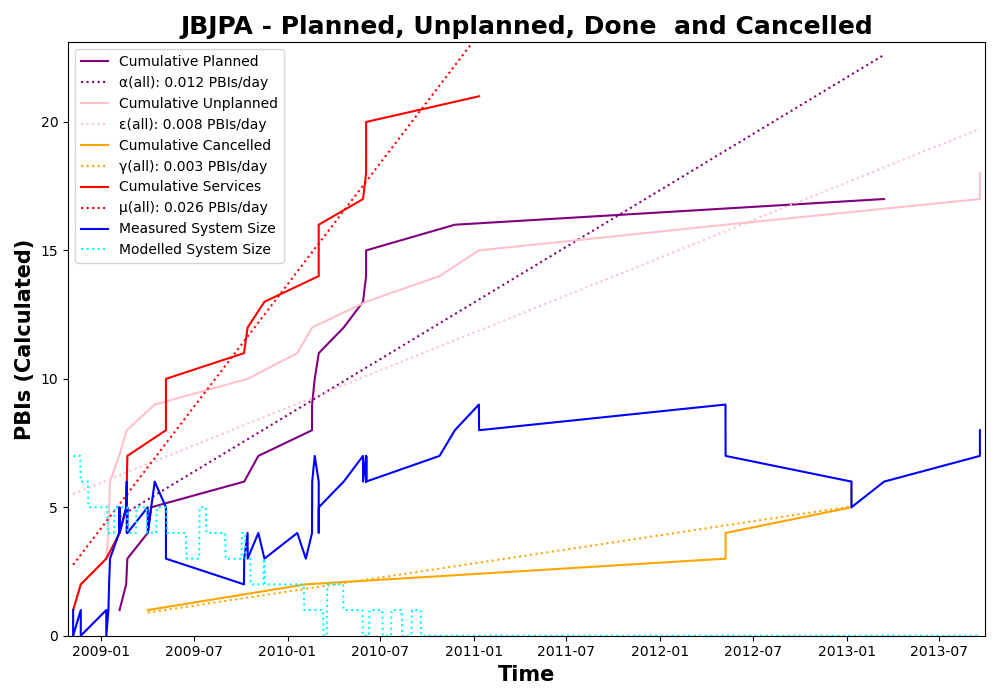 JBJPA - Planned, Unplanned, Done  and Cancelled
Cumulative Planned
α(all): 0.012 PBIs/day
Cumulative Unplanned
ε(all): 0.008 PBIs/day
Cumulative Cancelled
γ(all): 0.003 PBIs/day
Cumulative Services
μ(all): 0.026 PBIs/day
Measured System Size
Modelled System Size
PBIs (Calculated)
20
15
10
5
0
2009-01 2009-07 2010-01 2010-07 2011-01 2011-07 2012-01 2012-07 2013-01 2013-07
Time